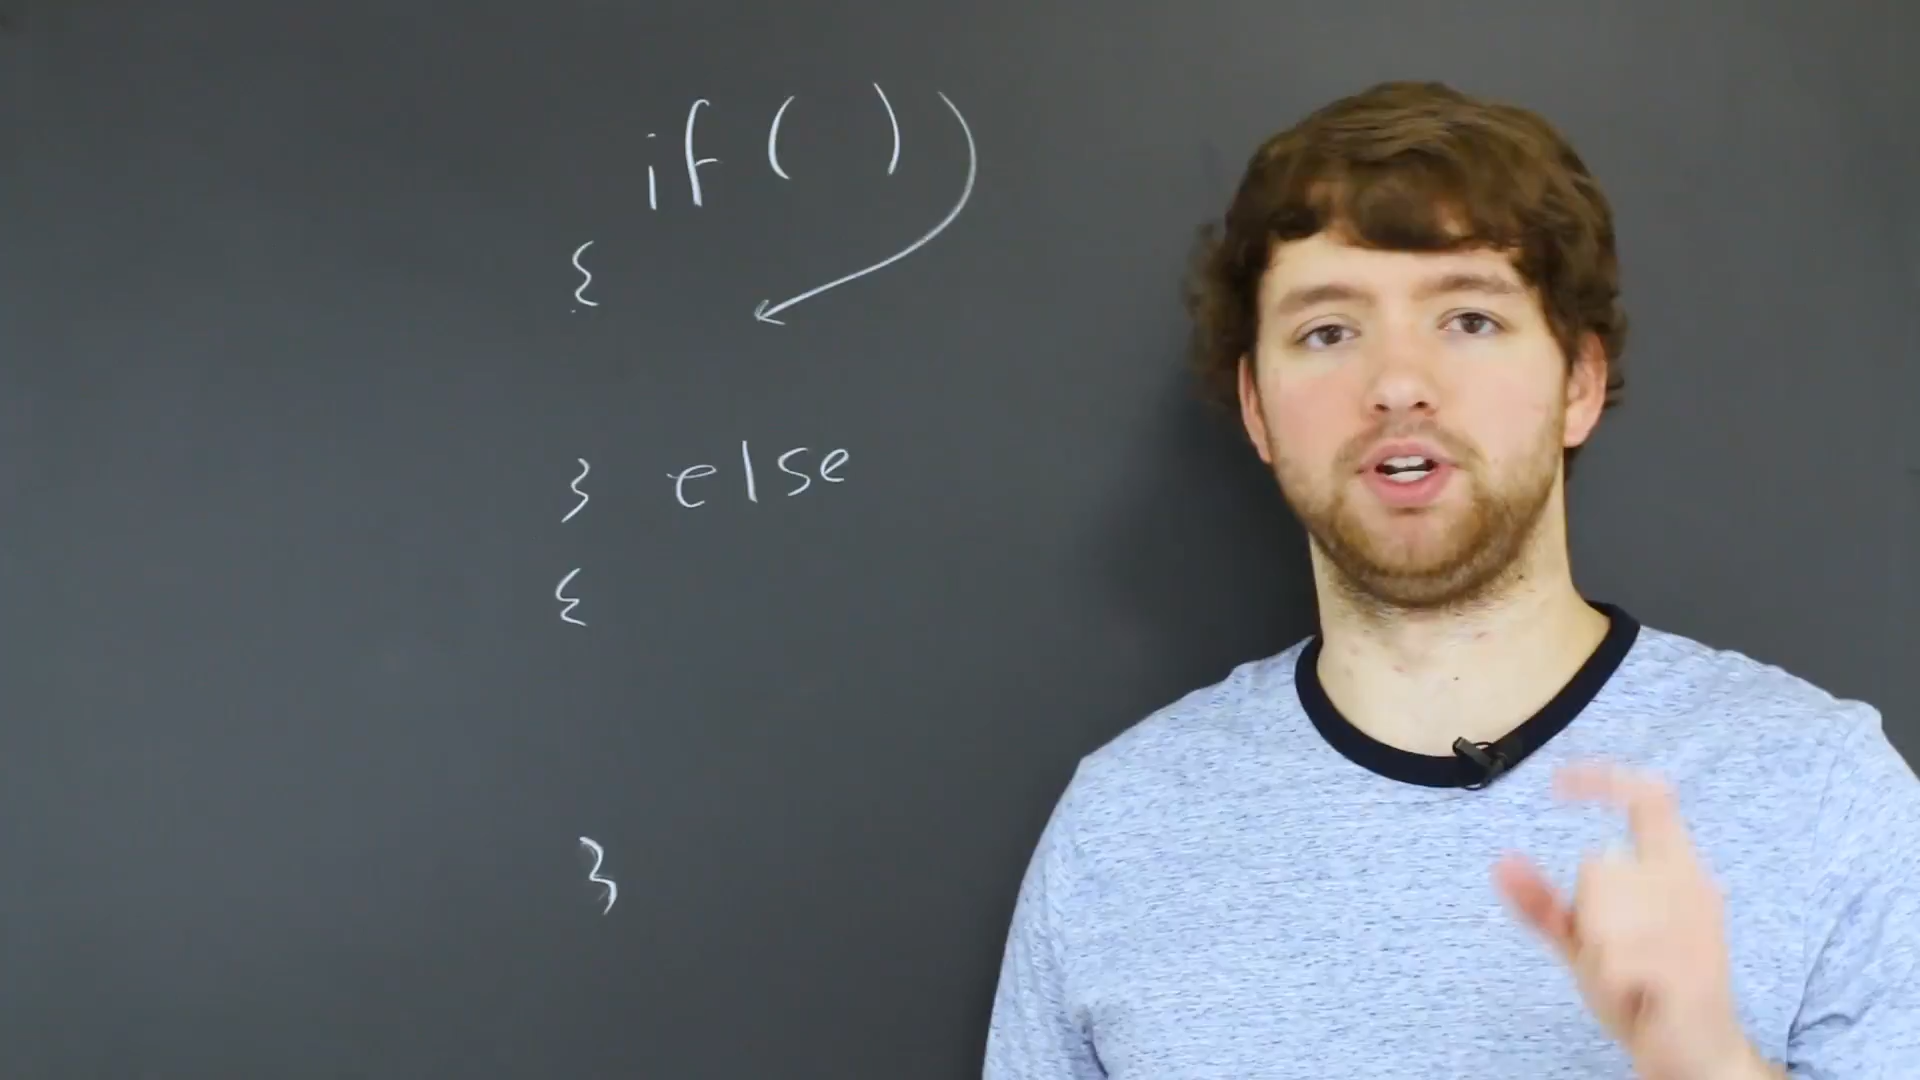 if ( )
{
} else
{
}